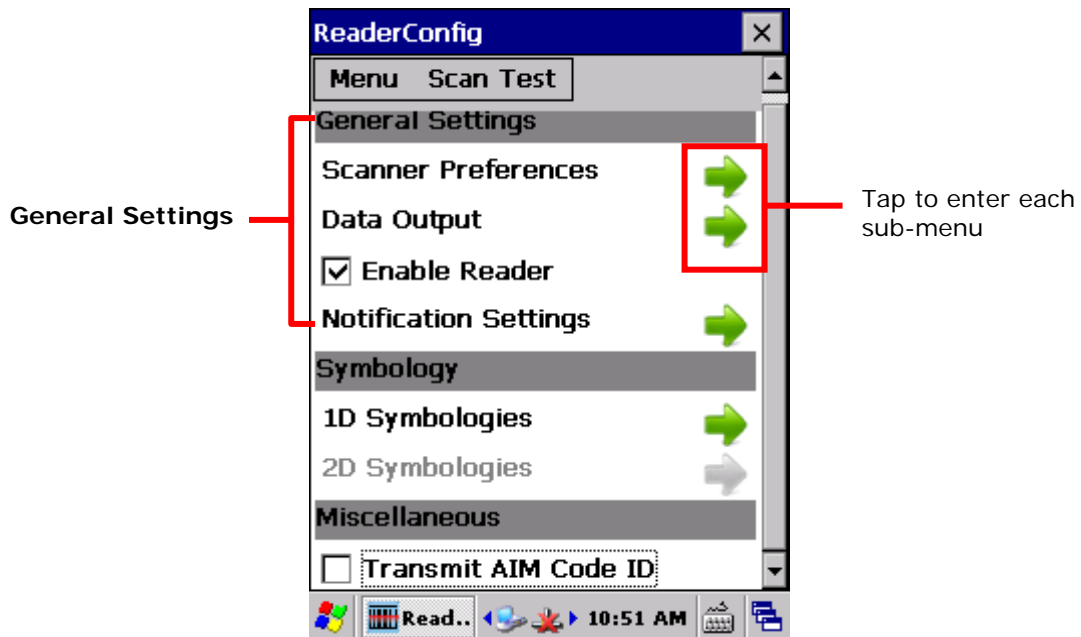 ReaderConfig
Menu Scan Test
General Settings
Scanner Preferences
Data Output
Enable Reader
Notification Settings
Symbology
1D Symbologies
2D Symbologies
Miscellaneous
Transmit AIM Code ID
Read.. 10:51 AM
General Settings
Tap to enter each
sub-menu